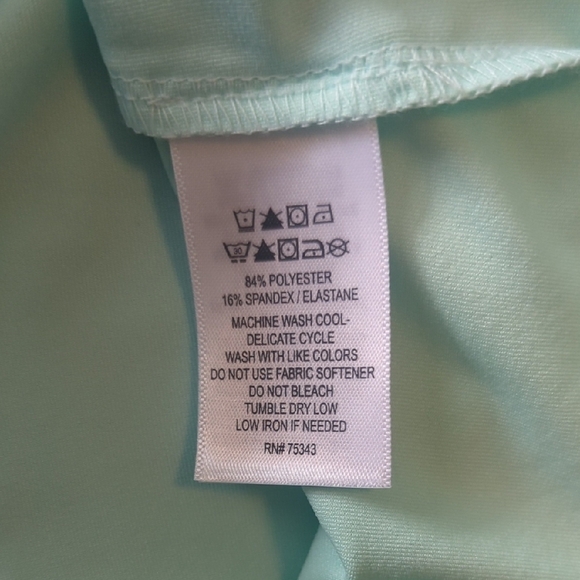 30
84% POLYESTER
16% SPANDEX / ELASTANE
MACHINE WASH COOL-
DELICATE CYCLE
WASH WITH LIKE COLORS
DO NOT USE FABRIC SOFTENER
DO NOT BLEACH
TUMBLE DRY LOW
LOW IRON IF NEEDED
RN# 75343